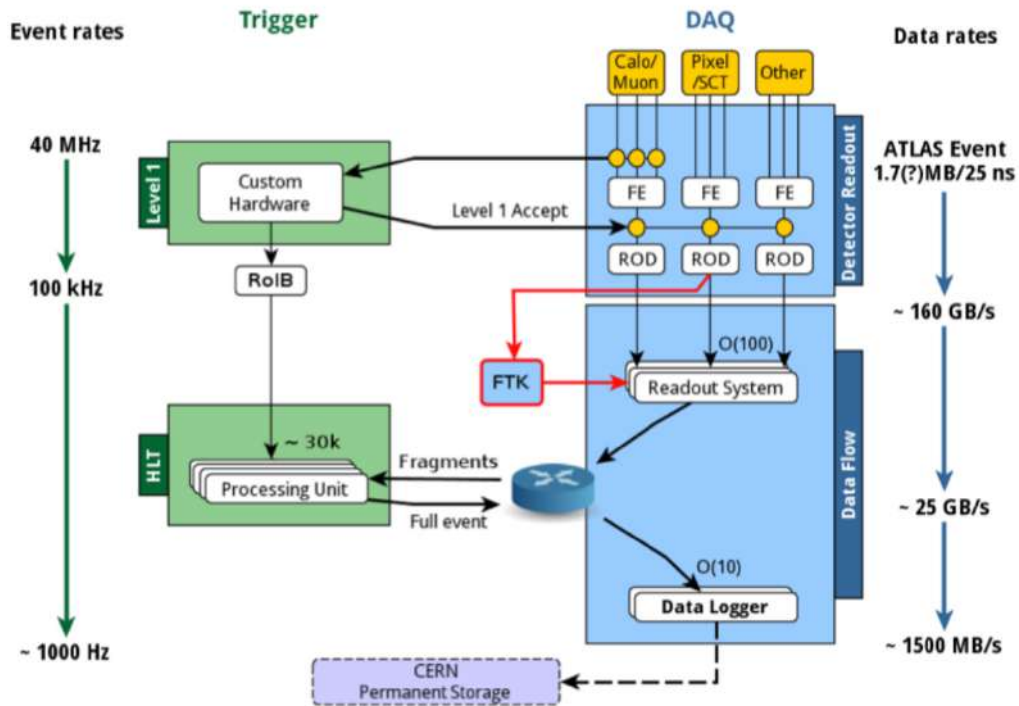 Event rates
Trigger
DAQ
Data rates
Calo/
Muon
Pixel
/SCT
Other
40 MHz
Level 1
Custom
Hardware
Level 1 Accept
FE
FE
FE
ROD
ROD
ROD
Detector Readout
ATLAS Event
1.7(?)MB/25 ns
100 kHz
RoIB
~ 160 GB/s
O(100)
FTK
Readout System
HLT
~ 30k
Processing Unit
Fragments
Full event
Data Flow
~ 25 GB/s
O(10)
Data Logger
~ 1000 Hz
~ 1500 MB/s
CERN
Permanent Storage